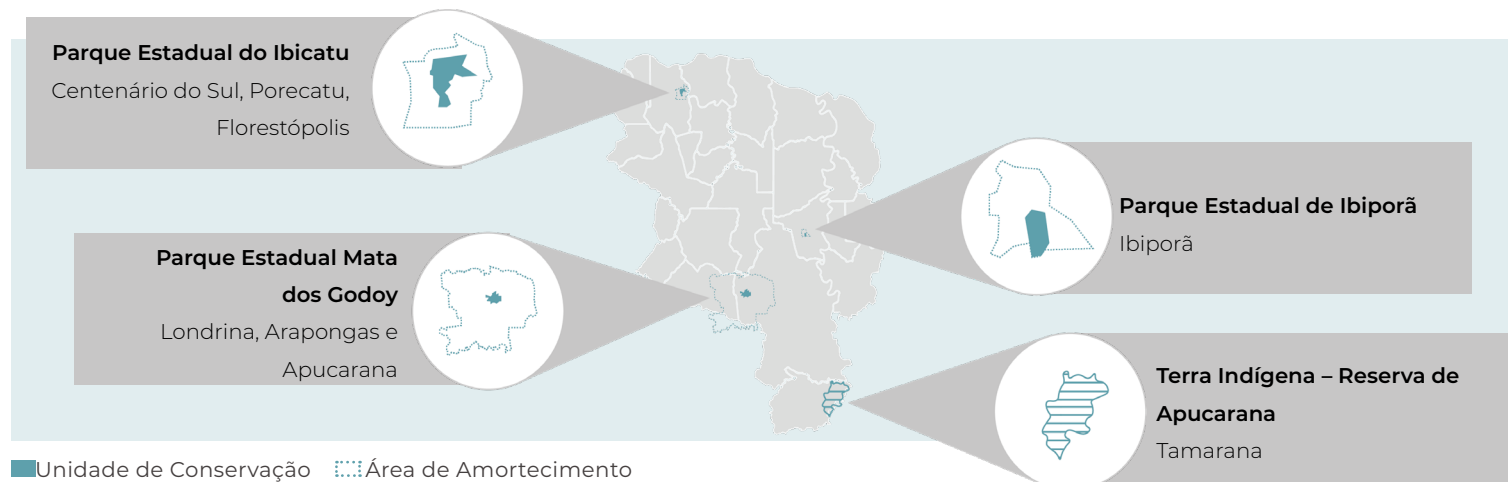 Parque Estadual do Ibicatu
Centenário do Sul, Porecatu,
Florestópolis
Parque Estadual de Ibiporã
Ibiporã
Parque Estadual Mata
dos Godoy
Londrina, Arapongas e
Apucarana
Terra Indígena – Reserva de
Apucarana
Tamarana
Unidade de Conservação
Área de Amortecimento